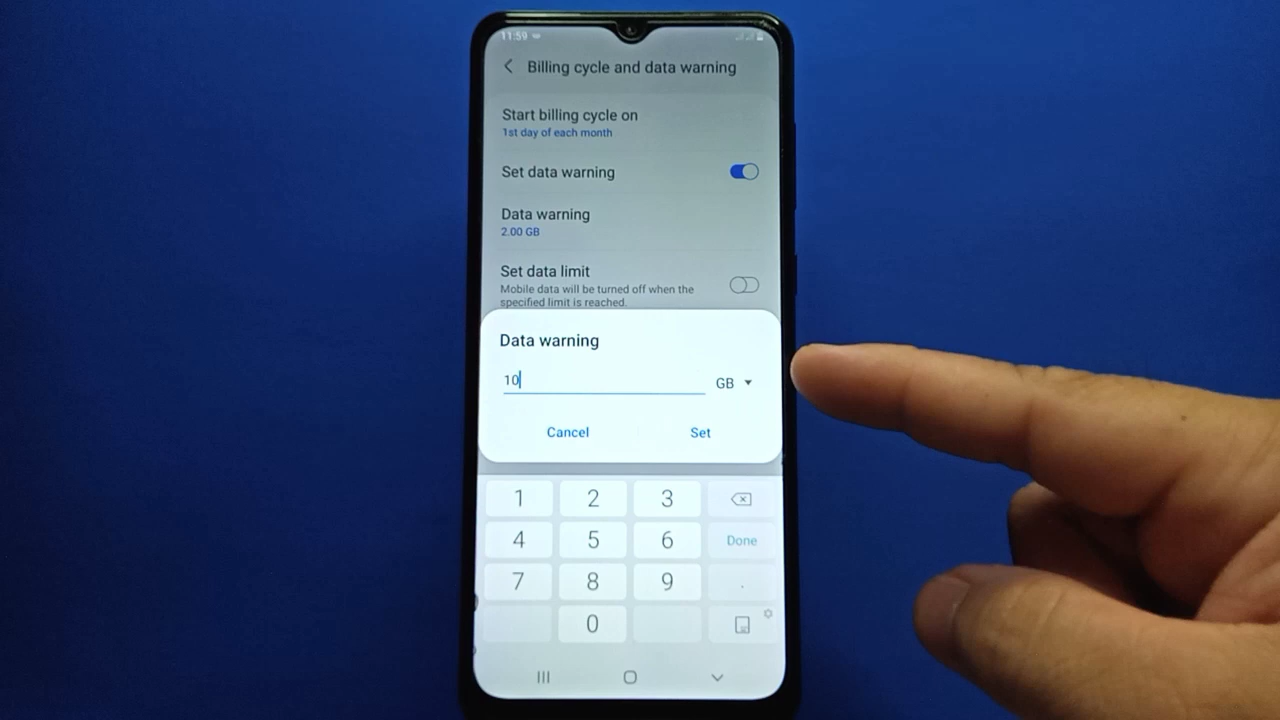 11:59
Billing cycle and data warning
Start billing cycle on
1st day of each month
Set data warning
Data warning
2.00 GB
Set data limit
Mobile data will be turned off when the
specified limit is reached.
Data warning
10 GB
Cancel Set
1 2 3
4 5 6 Done
7 8 9 .
0